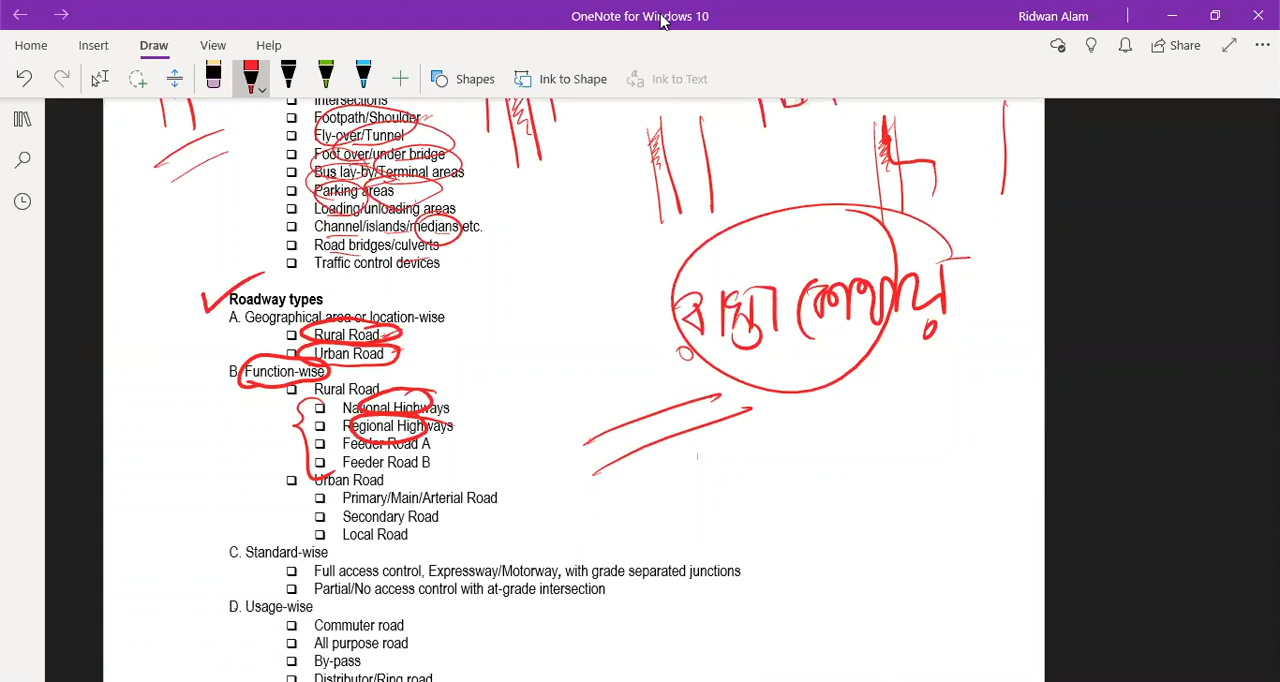 OneNote for Windows 10
Ridwan Alam
Home Insert Draw View Help
Share
Shapes Ink to Shape Ink to Text
Intersections
Footpath/Shoulder
Fly-over/Tunnel
Foot over/under bridge
Bus lay-by/Terminal areas
Parking areas
Loading/unloading areas
Channel/islands/medians etc.
Road bridges/culverts
Traffic control devices
Roadway types
A. Geographical area or location-wise
Rural Road
Urban Road
রাস্তা কোথায়
B. Function-wise
Rural Road
National Highways
Regional Highways
Feeder Road A
Feeder Road B
Urban Road
Primary/Main/Arterial Road
Secondary Road
Local Road
C. Standard-wise
Full access control, Expressway/Motorway, with grade separated junctions
Partial/No access control with at-grade intersection
D. Usage-wise
Commuter road
All purpose road
By-pass
Distributor/Ring road